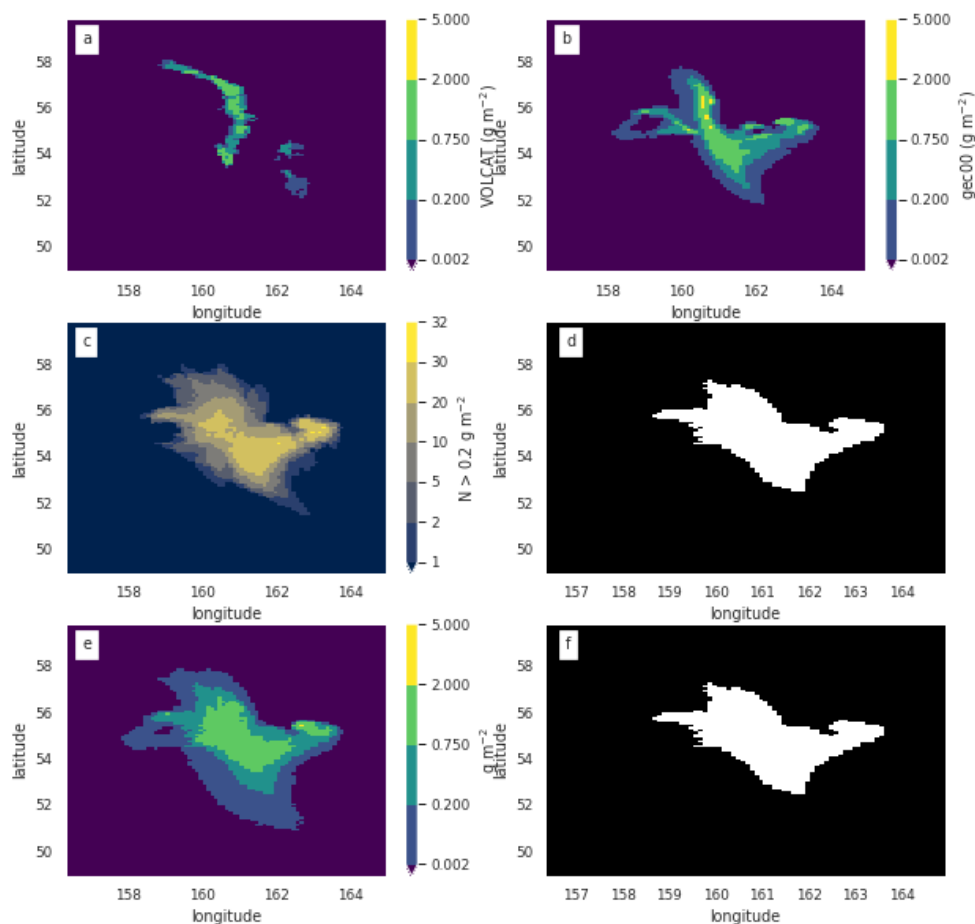 a
58
56
54
52
50
latitude
158 160 162 164
longitude
5.000
2.000
0.750
0.200
0.002
VOLCAT (g m⁻²)
b
58
56
54
52
50
latitude
158 160 162 164
longitude
5.000
2.000
0.750
0.200
0.002
gec00 (g m⁻²)
c
58
56
54
52
50
latitude
158 160 162 164
longitude
32
30
20
10
5
2
1
N > 0.2 g m⁻²
d
58
56
54
52
50
latitude
157 158 159 160 161 162 163 164
longitude
e
58
56
54
52
50
latitude
158 160 162 164
longitude
5.000
2.000
0.750
0.200
0.002
g m⁻²
f
58
56
54
52
50
latitude
157 158 159 160 161 162 163 164
longitude